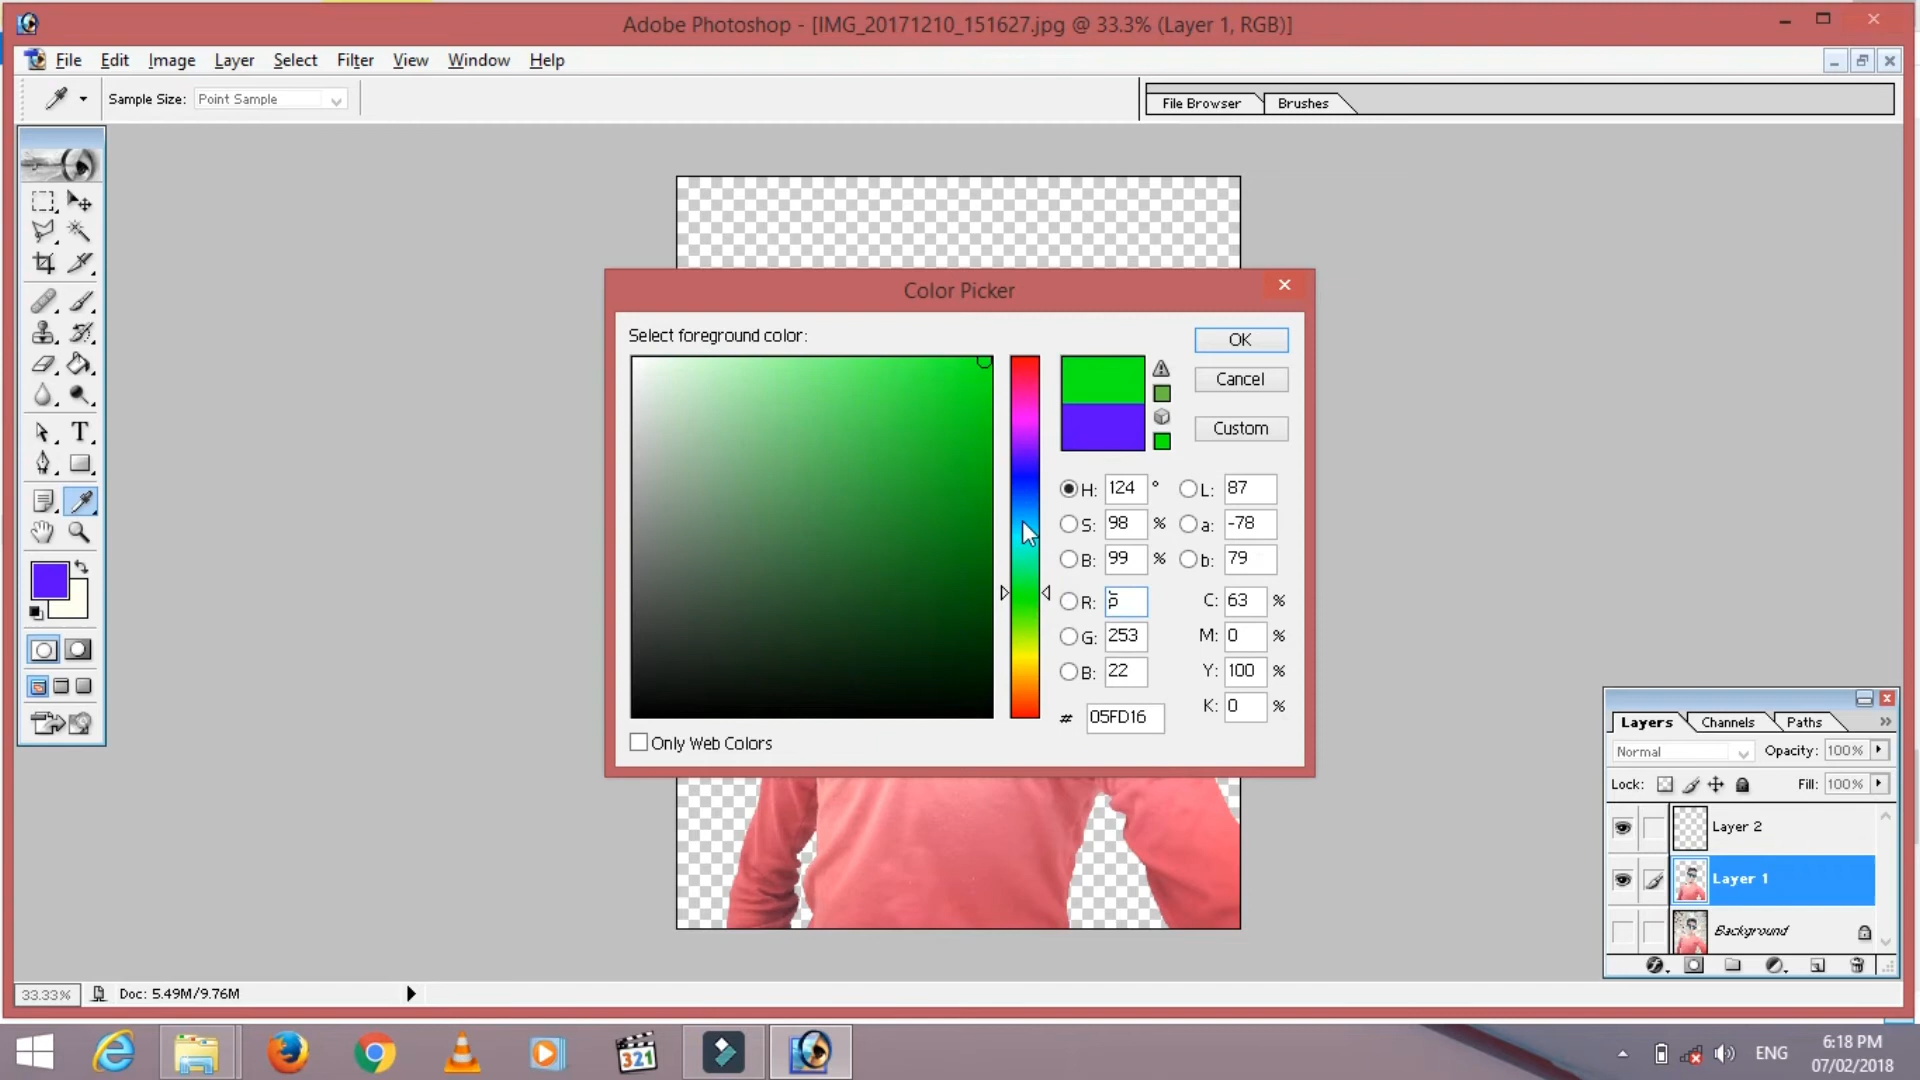 Adobe Photoshop - [IMG_20171210_151627.jpg @ 33.3% (Layer 1, RGB)]
File Edit Image Layer Select Filter View Window Help
Sample Size: Point Sample
File Browser Brushes
Color Picker
Select foreground color:
OK
Cancel
Custom
H: 124 ° L: 87
S: 98 % a: -78
B: 99 % b: 79
R: C: 63 %
G: 253 M: 0 %
B: 22 Y: 100 %
# 05FD16 K: 0 %
Only Web Colors
T
Layers Channels Paths
Normal Opacity: 100%
Lock: Fill: 100%
Layer 2
Layer 1
Background
33.33% Doc: 5.49M/9.76M
321
ENG
6:18 PM
07/02/2018